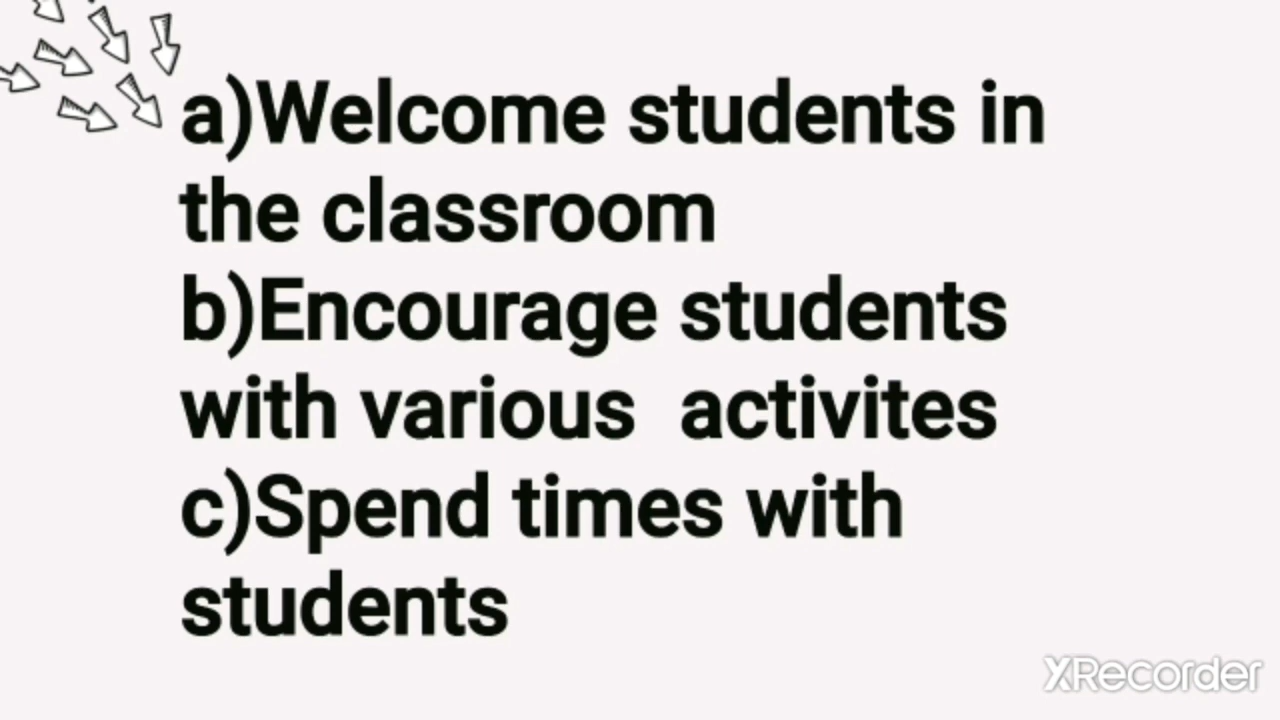 a)Welcome students in
the classroom
b)Encourage students
with various  activites
c)Spend times with
students
XRecorder